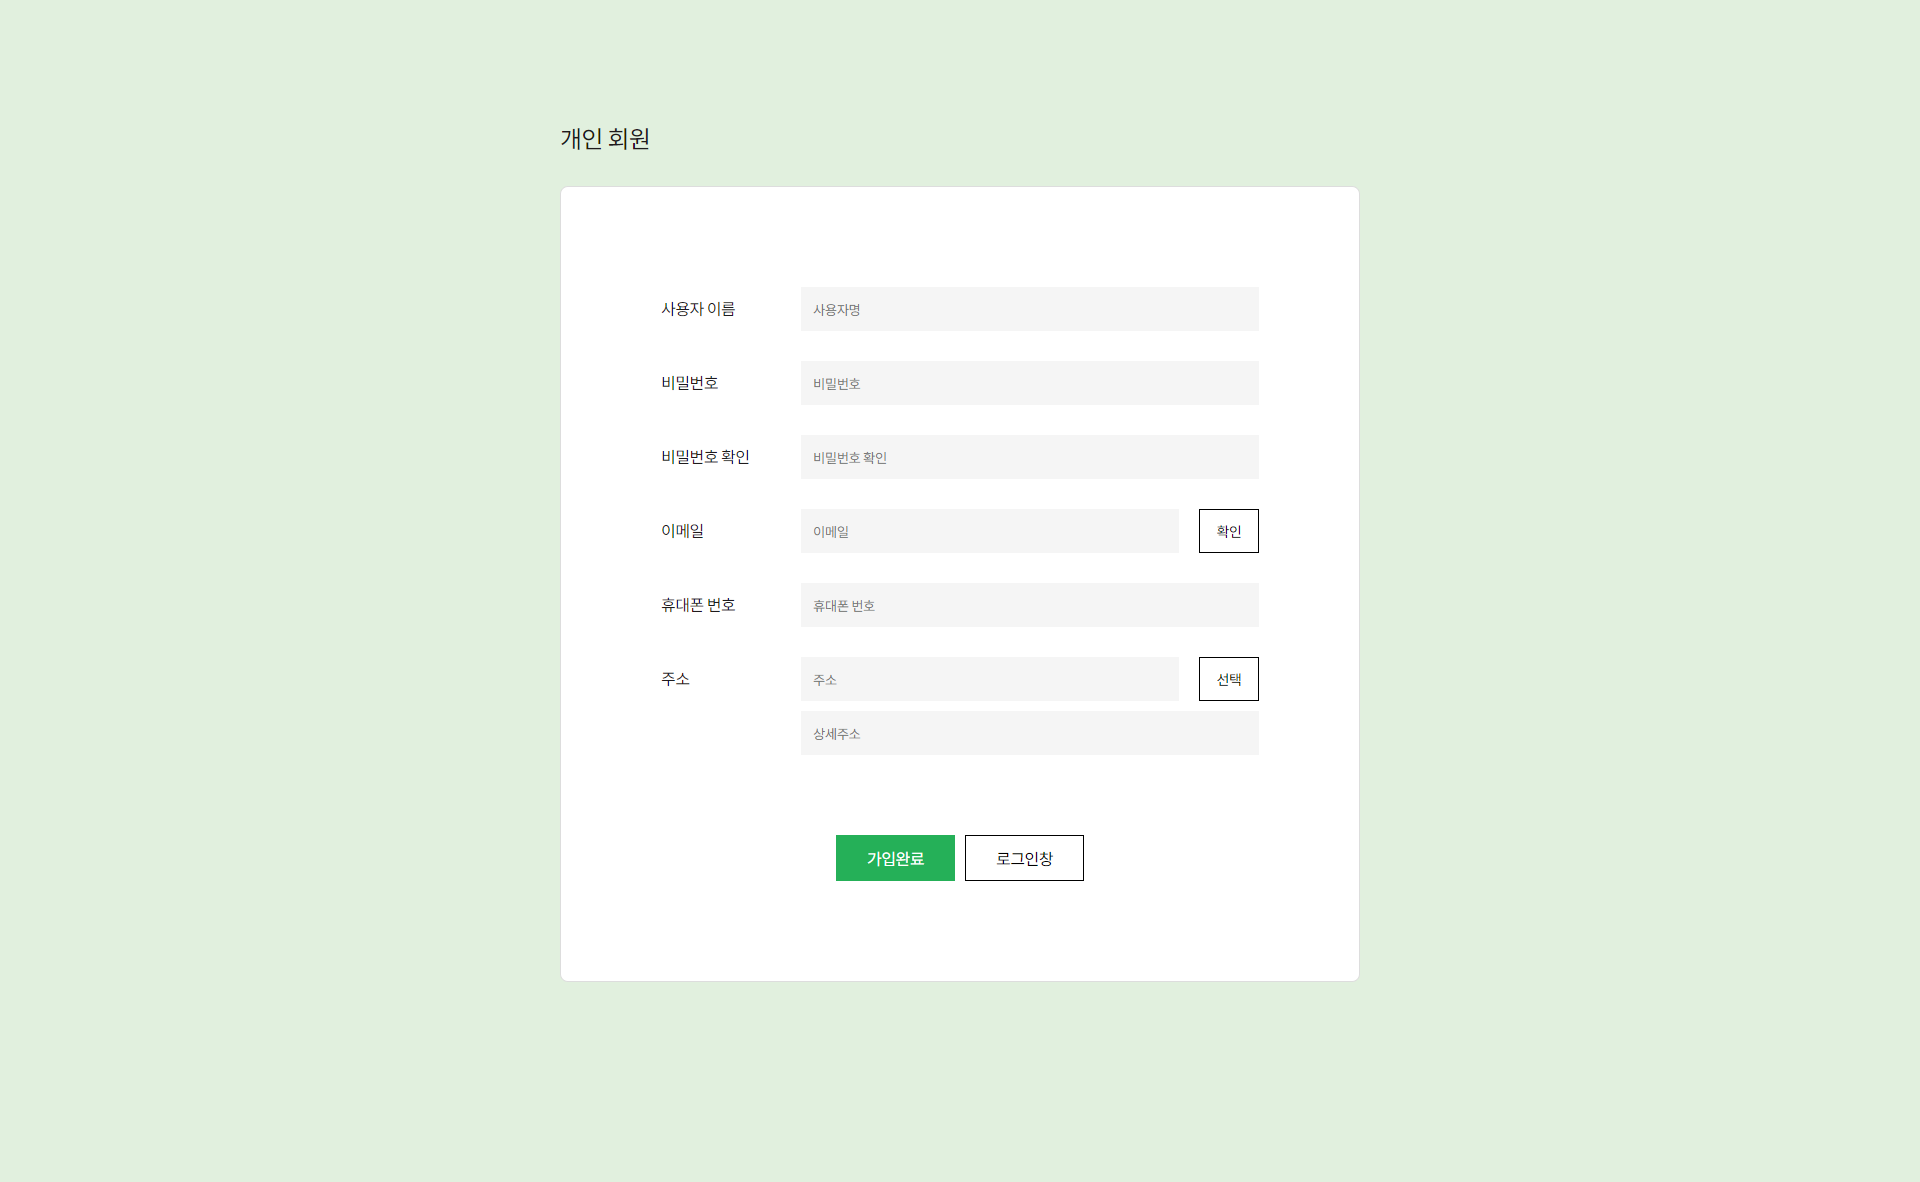 개인 회원
사용자 이름 사용자명
비밀번호 비밀번호
비밀번호 확인 비밀번호 확인
이메일 이메일 확인
휴대폰 번호 휴대폰 번호
주소 주소 선택
상세주소
가입완료 로그인창